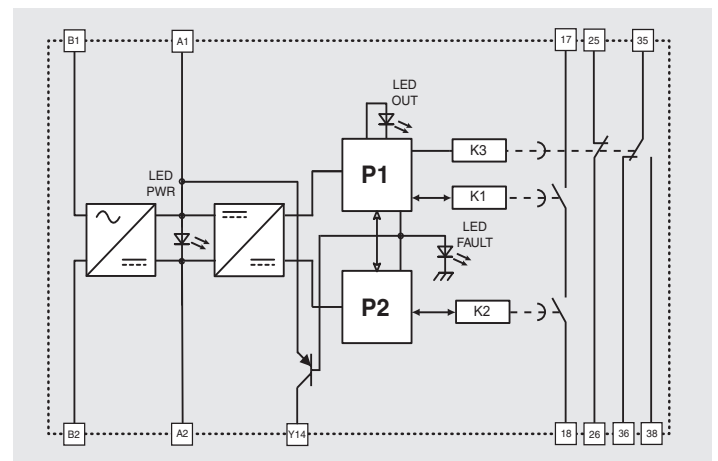 B1
A1
17
25
35
LED
OUT
P1
K3
LED
PWR
K1
LED
FAULT
P2
K2
B2
A2
Y14
18
26
36
38